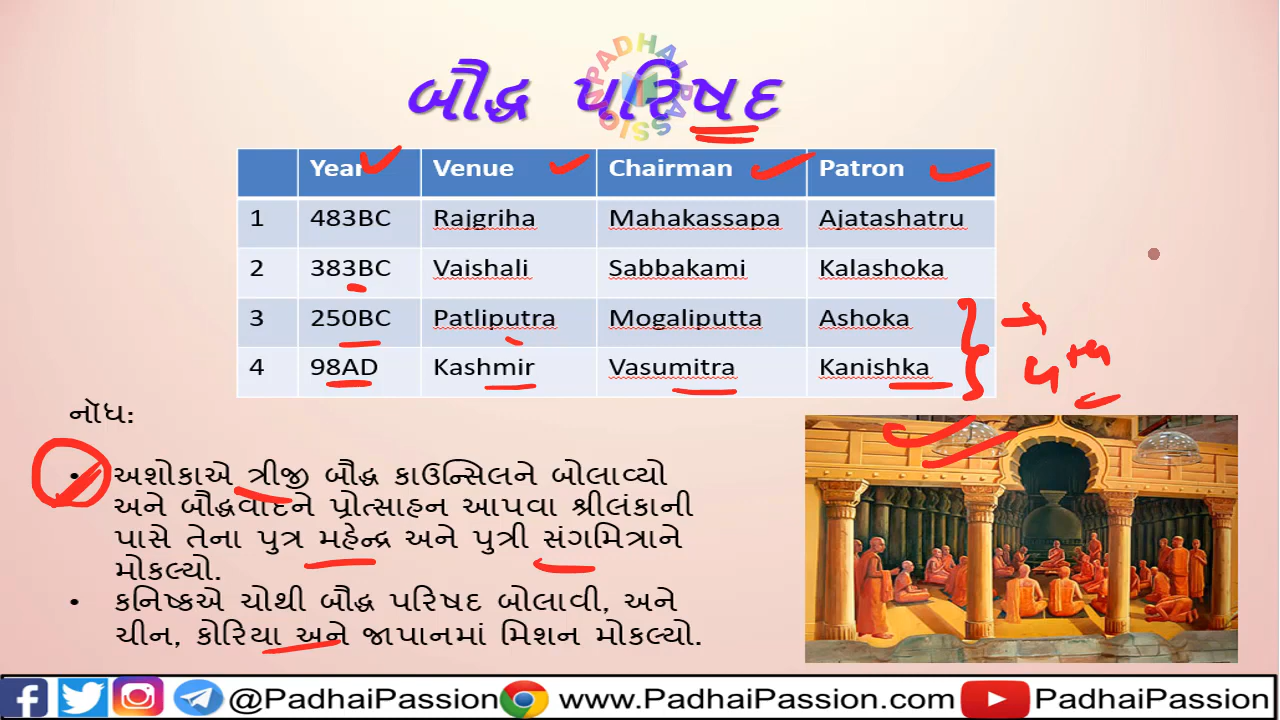 PADHAI PASSION
બૌદ્ધ પરિષદ
Year Venue Chairman Patron
1 483BC Rajgriha Mahakassapa Ajatashatru
2 383BC Vaishali Sabbakami Kalashoka
3 250BC Patliputra Mogaliputta Ashoka
4 98AD Kashmir Vasumitra Kanishka
4th
નોંધ:
• અશોકાએ ત્રીજી બૌદ્ધ કાઉન્સિલને બોલાવ્યો
અને બૌદ્ધવાદને પ્રોત્સાહન આપવા શ્રીલંકાની
પાસે તેના પુત્ર મહેન્દ્ર અને પુત્રી સંગમિત્રાને
મોકલ્યો.
• કનિષ્કએ ચોથી બૌદ્ધ પરિષદ બોલાવી, અને
ચીન, કોરિયા અને જાપાનમાં મિશન મોકલ્યો.
@PadhaiPassion www.PadhaiPassion.com PadhaiPassion